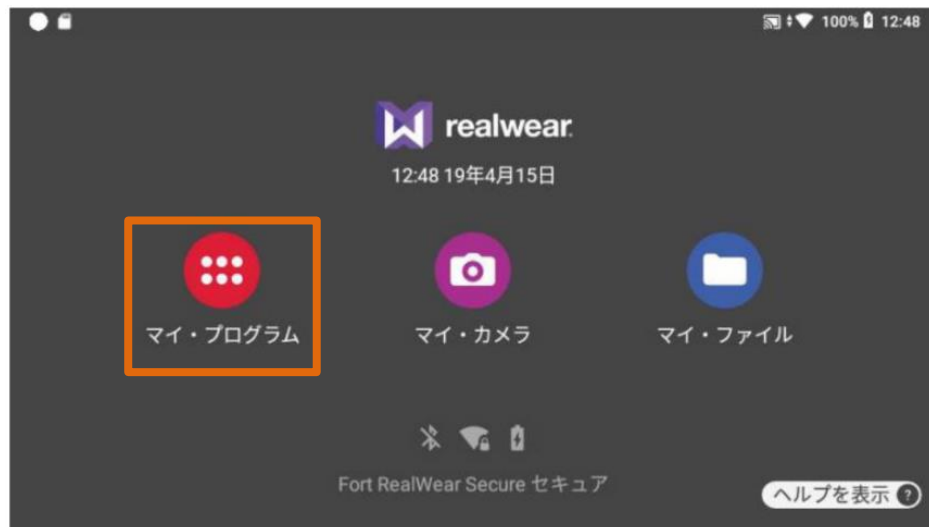 100% 12:48
realwear
12:48 19年4月15日
マイ・プログラム マイ・カメラ マイ・ファイル
Fort RealWear Secure セキュア
ヘルプを表示 ?